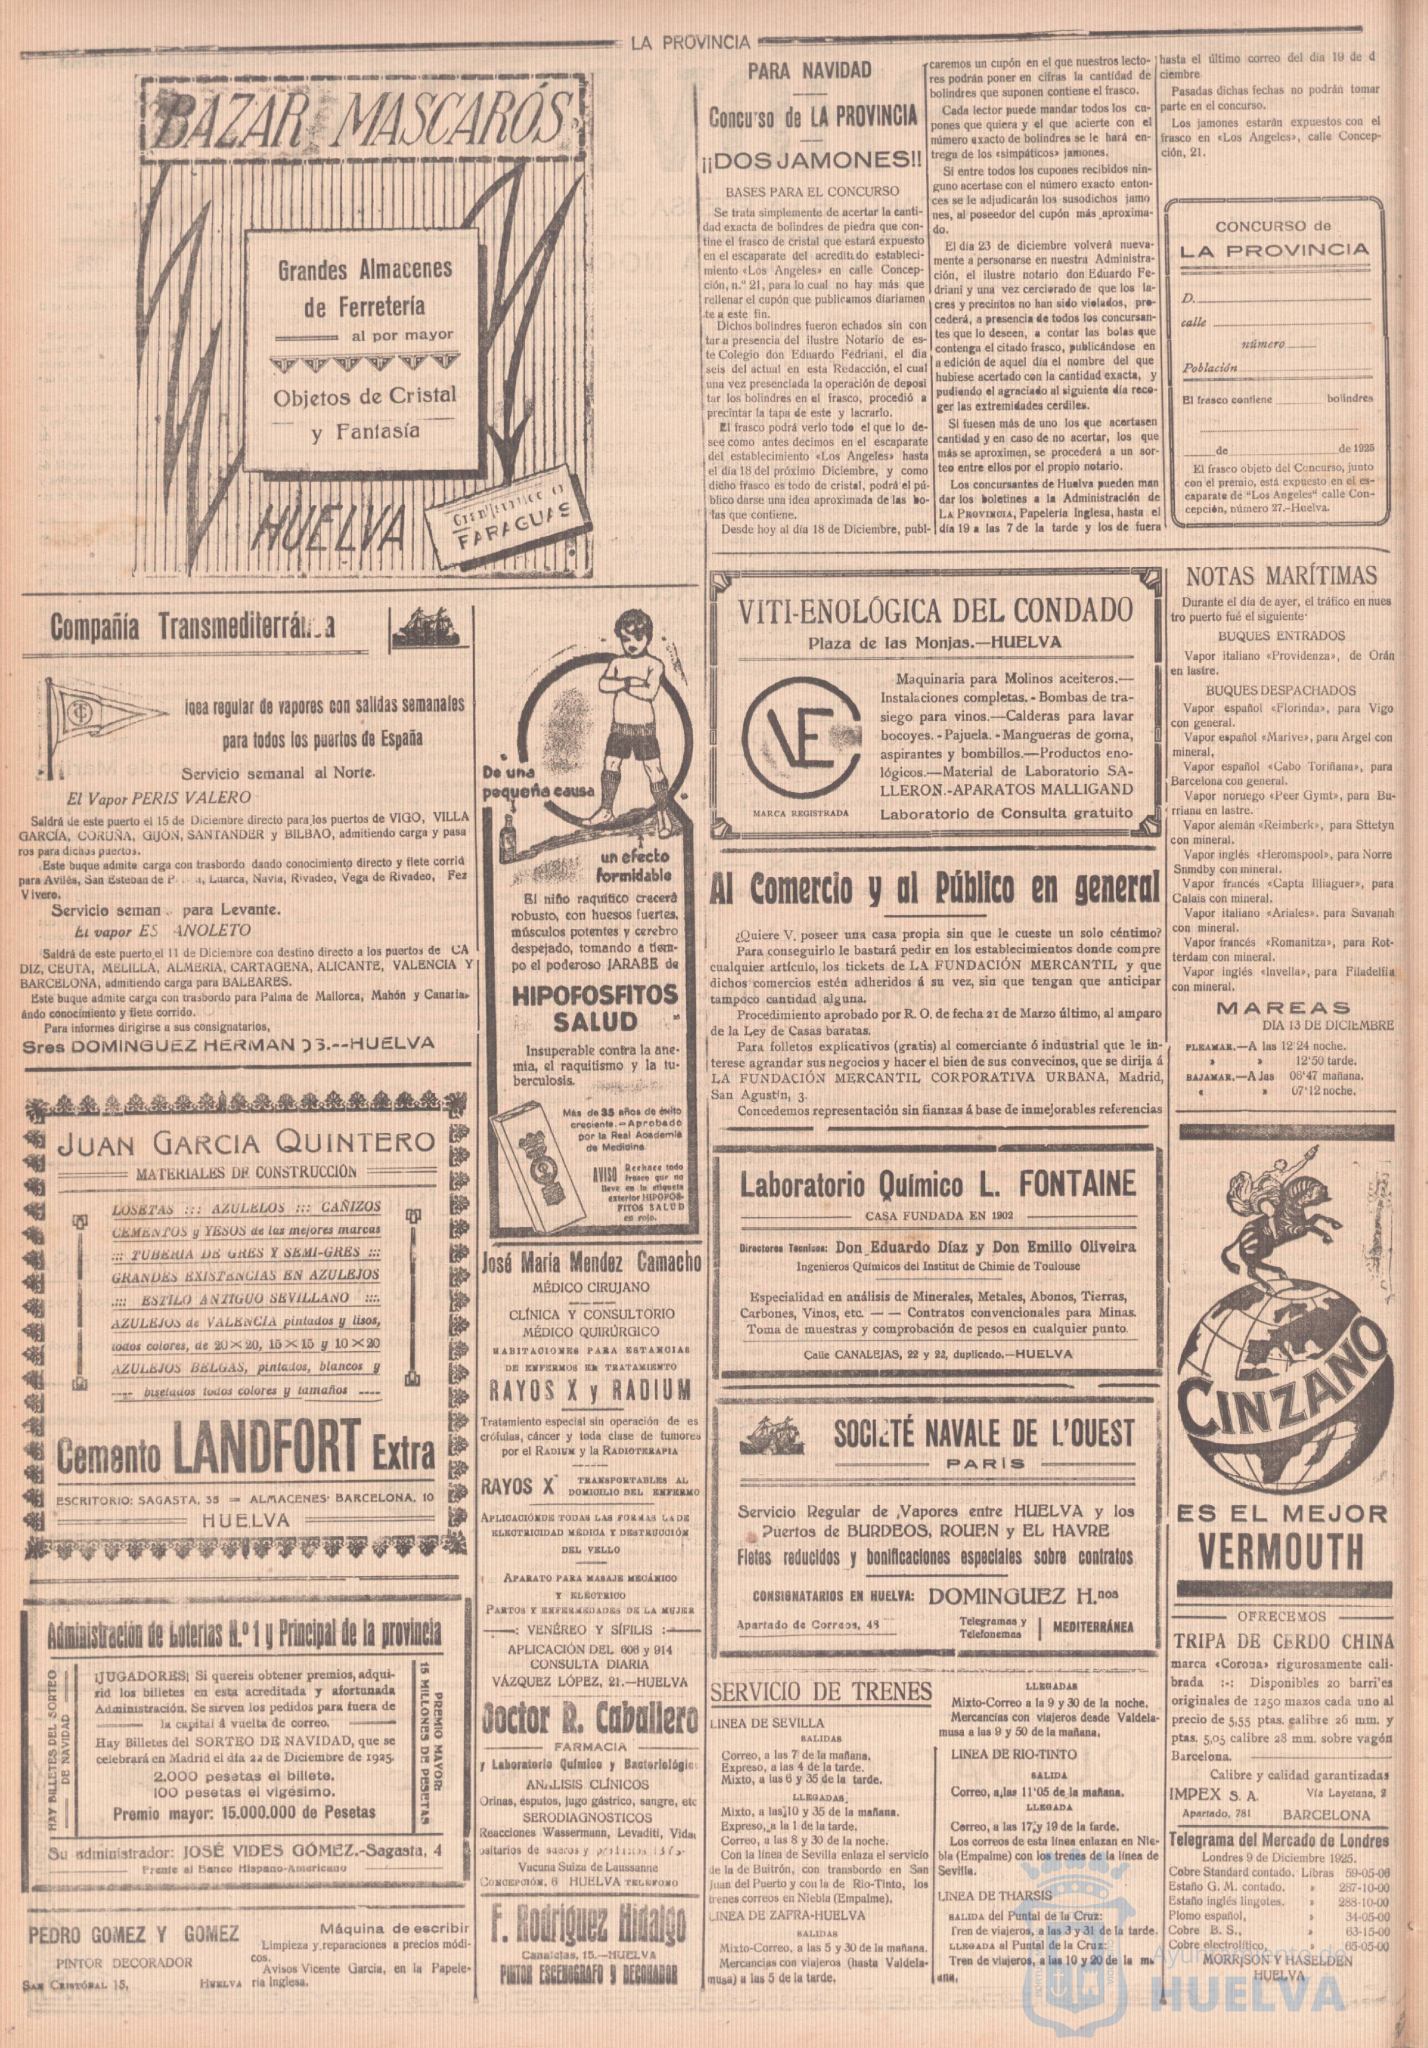 LA PROVINCIA
BAZAR MASCARÓS
Grandes Almacenes
de Ferretería
al por mayor
Objetos de Cristal
y Fantasía
HUELVA
PARAGUAS
PARA NAVIDAD
Concurso de LA PROVINCIA
¡¡DOS JAMONES!!
BASES PARA EL CONCURSO
Se trata simplemente de acertar la canti-
dad exacta de bolindres de piedra que con-
tine el frasco de cristal que estará expuesto
en el escaparate del acreditado estableci-
miento «Los Angeles» en calle Concep-
ción, n.º 21, para lo cual no hay más que
rellenar el cupón que publicamos diariamen
te a este fin.
Dichos bolindres fueron echados sin con
tar a presencia del ilustre Notario de es-
te Colegio don Eduardo Fedriani, el día
seis del actual en esta Redacción, el cual
una vez presenciada la operación de deposi
tar los bolindres en el frasco, procedió a
precintar la tapa de este y lacrarlo.
El frasco podrá verlo todo el que lo de-
see como antes decimos en el escaparate
del establecimiento «Los Angeles» hasta
el día 18 del próximo Diciembre, y como
dicho frasco es todo de cristal, podrá el pú-
blico darse una idea aproximada de las bo-
las que contiene.
Desde hoy al día 18 de Diciembre, publ-
caremos un cupón en el que nuestros lecto-
res podrán poner en cifras la cantidad de
bolindres que suponen contiene el frasco.
Cada lector puede mandar todos los cu-
pones que quiera y el que acierte con el
número exacto de bolindres se le hará en-
trega de los «simpáticos» jamones.
Si entre todos los cupones recibidos nin-
guno acertase con el número exacto enton-
ces se le adjudicarán los susodichos jamo
nes, al poseedor del cupón más aproxima-
do.
El día 23 de diciembre volverá nueva-
mente a personarse en nuestra Administra-
ción, el ilustre notario don Eduardo Fe-
driani y una vez cerciorado de que los la-
cres y precintos no han sido violados, pro-
cederá, a presencia de todos los concursan-
tes que lo deseen, a contar las bolas que
contenga el citado frasco, publicándose en
a edición de aquel día el nombre del que
hubiese acertado con la cantidad exacta, y
pudiendo el agraciado al siguiente día reco-
ger las extremidades cerdiles.
Si fuesen más de uno los que acertasen
cantidad y en caso de no acertar, los que
más se aproximen, se procederá a un sor-
teo entre ellos por el propio notario.
Los concursantes de Huelva pueden man
dar los boletines a la Administración de
LA PROVINCIA, Papelería Inglesa, hasta el
día 19 a las 7 de la tarde y los de fuera
hasta el último correo del día 19 de d
ciembre
Pasadas dichas fechas no podrán tomar
parte en el concurso.
Los jamones estarán expuestos con el
frasco en «Los Angeles», calle Concep-
ción, 21.
CONCURSO de
LA PROVINCIA
D.
calle
número
Población
El frasco contiene bolindres
de de 1925
El frasco objeto del Concurso, junto
con el premio, está expuesto en el es-
caparate de "Los Angeles" calle Con-
cepción, número 27.-Huelva.
Compañía Transmediterránea
inea regular de vapores con salidas semanales
para todos los puertos de España
Servicio semanal al Norte.
El Vapor PERIS VALERO
Saldrá de este puerto el 15 de Diciembre directo para los puertos de VIGO, VILLA
GARCÍA, CORUÑA, GIJÓN, SANTANDER y BILBAO, admitiendo carga y pasa
ros para dichos puertos.
Este buque admite carga con trasbordo dando conocimiento directo y flete corrid
para Avilés, San Esteban de Luarca, Navia, Rivadeo, Vega de Rivadeo, Fez
Vivero.
Servicio seman para Levante.
El vapor ES ANOLETO
Saldrá de este puerto el 11 de Diciembre con destino directo a los puertos de CA
DIZ, CEUTA, MELILLA, ALMERIA, CARTAGENA, ALICANTE, VALENCIA Y
BARCELONA, admitiendo carga para BALEARES.
Este buque admite carga con trasbordo para Palma de Mallorca, Mahón y Canarias
ándo conocimiento y flete corrido.
Para informes dirigirse a sus consignatarios,
Sres DOMINGUEZ HERMANOS.--HUELVA
JUAN GARCIA QUINTERO
MATERIALES DE CONSTRUCCIÓN
LOSETAS ::: AZULELOS ::: CAÑIZOS
CEMENTOS y YESOS de las mejores marcas
::: TUBERIA DE GRES Y SEMI-GRES :::
GRANDES EXISTENCIAS EN AZULEJOS
.::: ESTILO ANTIGUO SEVILLANO :::.
AZULEJOS de VALENCIA pintados y lisos,
todos colores, de 20×20, 15×15 y 10×20
AZULEJOS BELGAS, pintados, blancos y
biselados todos colores y tamaños
Cemento LANDFORT Extra
ESCRITORIO: SAGASTA, 35 = ALMACENES: BARCELONA, 10
HUELVA
Administración de Loterías N.º 1 y Principal de la provincia
HAY BILLETES DEL SORTEO
DE NAVIDAD
¡JUGADORES¡ Si quereis obtener premios, adqui-
rid los billetes en esta acreditada y afortunada
Administración. Se sirven los pedidos para fuera de
la capital á vuelta de correo.
Hay Billetes del SORTEO DE NAVIDAD, que se
celebrará en Madrid el día 22 de Diciembre de 1925.
2.000 pesetas el billete.
100 pesetas el vigésimo.
Premio mayor: 15.000.000 de Pesetas
PREMIO MAYOR:
15 MILLONES DE PESETAS
Su administrador: JOSÉ VIDES GÓMEZ.-Sagasta, 4
Frente al Banco Hispano-Americano
PEDRO GOMEZ Y GOMEZ
PINTOR DECORADOR
SAN CRISTÓBAL 15, HUELVA
Máquina de escribir
Limpieza y reparaciones a precios módi-
cos.
Avisos Vicente Garcia, en la Papele-
ría Inglesa.
De una
pequeña causa
un efecto
formidable
El niño raquítico crecerá
robusto, con huesos fuertes,
músculos potentes y cerebro
despejado, tomando a tiem-
po el poderoso JARABE de
HIPOFOSFITOS
SALUD
Insuperable contra la ane-
mia, el raquitismo y la tu-
berculosis.
Más de 35 años de éxito
creciente.-Aprobado
por la Real Academia
de Medicina.
AVISO Rechace todo
frasco que no
lleve en la etiqueta
exterior HIPOFOS-
FITOS SALUD
en rojo.
José María Mendez Camacho
MÉDICO CIRUJANO
CLÍNICA Y CONSULTORIO
MÉDICO QUIRÚRGICO
HABITACIONES PARA ESTANCIAS
DE ENFERMOS EN TRATAMIENTO
RAYOS X y RADIUM
Tratamiento especial sin operación de es
crófulas, cáncer y toda clase de tumores
por el RADIUM y la RADIOTERAPIA
RAYOS X TRANSPORTABLES AL
DOMICILIO DEL ENFERMO
APLICACIÓN DE TODAS LAS FORMAS LA DE
ELECTRICIDAD MÉDICA Y DESTRUCCIÓN
DEL VELLO
APARATO PARA MASAJE MECÁNICO
Y ELÉCTRICO
PARTOS Y ENFERMEDADES DE LA MUJER
: VENÉREO Y SÍFILIS :
APLICACIÓN DEL 606 y 914
CONSULTA DIARIA
VÁZQUEZ LÓPEZ, 21.—HUELVA
Doctor R. Caballero
FARMACIA
y Laboratorio Químico y Bacteriológico
ANÁLISIS CLÍNICOS
Orinas, esputos, jugo gástrico, sangre, etc
SERODIAGNOSTICOS
Reacciones Wassermann, Levaditi, Vidal
Vacuna Suiza de Laussanne
CONCEPCIÓN, 6 HUELVA TELÉFONO
F. Rodríguez Hidalgo
Canalejas, 15.—HUELVA
PINTOR ESCENOGRAFO Y DECORADOR
VITI-ENOLÓGICA DEL CONDADO
Plaza de las Monjas.—HUELVA
VE
MARCA REGISTRADA
Maquinaria para Molinos aceiteros.—
Instalaciones completas.-Bombas de tra-
siego para vinos.—Calderas para lavar
bocoyes.-Pajuela.-Mangueras de goma,
aspirantes y bombillos.—Productos eno-
lógicos.—Material de Laboratorio SA-
LLERON.-APARATOS MALLIGAND
Laboratorio de Consulta gratuito
Al Comercio y al Público en general
¿Quiere V. poseer una casa propia sin que le cueste un solo céntimo?
Para conseguirlo le bastará pedir en los establecimientos donde compre
cualquier artículo, los tickets de LA FUNDACIÓN MERCANTIL y que
dichos comercios estén adheridos á su vez, sin que tengan que anticipar
tampoco cantidad alguna.
Procedimiento aprobado por R. O. de fecha 21 de Marzo último, al amparo
de la Ley de Casas baratas.
Para folletos explicativos (gratis) al comerciante ó industrial que le in-
terese agrandar sus negocios y hacer el bien de sus convecinos, que se dirija á
LA FUNDACIÓN MERCANTIL CORPORATIVA URBANA, Madrid,
San Agustín, 3.
Concedemos representación sin fianzas á base de inmejorables referencias
Laboratorio Químico L. FONTAINE
CASA FUNDADA EN 1902
Directores Técnicos: Don Eduardo Díaz y Don Emilio Oliveira
Ingenieros Químicos del Institut de Chimie de Toulouse
Especialidad en análisis de Minerales, Metales, Abonos, Tierras,
Carbones, Vinos, etc. — — Contratos convencionales para Minas.
Toma de muestras y comprobación de pesos en cualquier punto.
Calle CANALEJAS, 22 y 22, duplicado.—HUELVA
SOCIETÉ NAVALE DE L'OUEST
PARÍS
Servicio Regular de Vapores entre HUELVA y los
Puertos de BURDEOS, ROUEN y EL HAVRE
Fletes reducidos y bonificaciones especiales sobre contratos
CONSIGNATARIOS EN HUELVA: DOMINGUEZ H.nos
Apartado de Correos, 48
Telegramas y
Telefonemas
MEDITERRÁNEA
SERVICIO DE TRENES
LINEA DE SEVILLA
SALIDAS
Correo, a las 7 de la mañana.
Expreso, a las 4 de la tarde.
Mixto, a las 6 y 35 de la tarde.
LLEGADAS
Mixto, a las 10 y 35 de la mañana.
Expreso, a la 1 de la tarde.
Correo, a las 8 y 30 de la noche.
Con la línea de Sevilla enlaza el servicio
de la de Buitrón, con transbordo en San
Juan del Puerto y con la de Rio-Tinto, los
trenes correos en Niebla (Empalme).
LINEA DE ZAFRA-HUELVA
SALIDAS
Mixto-Correo, a las 5 y 30 de la mañana.
Mercancías con viajeros (hasta Valdela-
musa) a las 5 de la tarde.
LLEGADAS
Mixto-Correo a la 9 y 30 de la noche.
Mercancías con viajeros desde Valdela-
musa a las 9 y 50 de la mañana.
LINEA DE RIO-TINTO
SALIDA
Correo, a las 11'05 de la mañana.
LLEGADA
Correo, a las 17 y 19 de la tarde.
Los correos de esta línea enlazan en Nie-
bla (Empalme) con los trenes de la línea de
Sevilla.
LINEA DE THARSIS
SALIDA del Puntal de la Cruz:
Tren de viajeros, a las 3 y 31 de la tarde.
LLEGADA al Puntal de la Cruz:
Tren de viajeros, a las 10 y 20 de la m
ana.
NOTAS MARÍTIMAS
Durante el día de ayer, el tráfico en nues
tro puerto fué el siguiente·
BUQUES ENTRADOS
Vapor italiano «Providenza», de Orán
en lastre.
BUQUES DESPACHADOS
Vapor español «Florinda», para Vigo
con general.
Vapor español «Marive», para Argel con
mineral,
Vapor español «Cabo Toriñana», para
Barcelona con general.
Vapor noruego «Peer Gymt», para Bu-
rriana en lastre.
Vapor alemán «Reimberk», para Sttetyn
con mineral.
Vapor inglés «Heromspool», para Norre
Snmdby con mineral.
Vapor francés «Capta Illiaguer», para
Calais con mineral.
Vapor italiano «Ariales». para Savanah
con mineral.
Vapor francés «Romanitza», para Rot-
terdam con mineral.
Vapor inglés «Invella», para Filadelfia
con mineral.
MAREAS
DIA 13 DE DICIEMBRE
PLEAMAR.—A las 12'24 noche.
» » 12'50 tarde.
BAJAMAR.—A las 06'47 mañana.
« » 07'12 noche.
CINZANO
ES EL MEJOR
VERMOUTH
OFRECEMOS
TRIPA DE CERDO CHINA
marca «Corona» rigurosamente cali-
brada :-: Disponibles 20 barri'es
originales de 1250 mazos cada uno al
precio de 5,55 ptas. calibre 26 mm. y
ptas. 5,05 calibre 28 mm. sobre vagón
Barcelona.
Calibre y calidad garantizadas
IMPEX S. A. Vía Layetana, 2
Apartado, 781 BARCELONA
Telegrama del Mercado de Londres
Londres 9 de Diciembre 1925.
Cobre Standard contado. Libras 59-05-06
Estaño G. M. contado. » 287-10-00
Estaño inglés lingotes. » 288-10-00
Plomo español, » 34-05-00
Cobre B. S., » 63-15-00
Cobre electrolítico, » 65-05-00
MORRISON Y HASELDEN
HUELVA
Ayuntamiento de
HUELVA